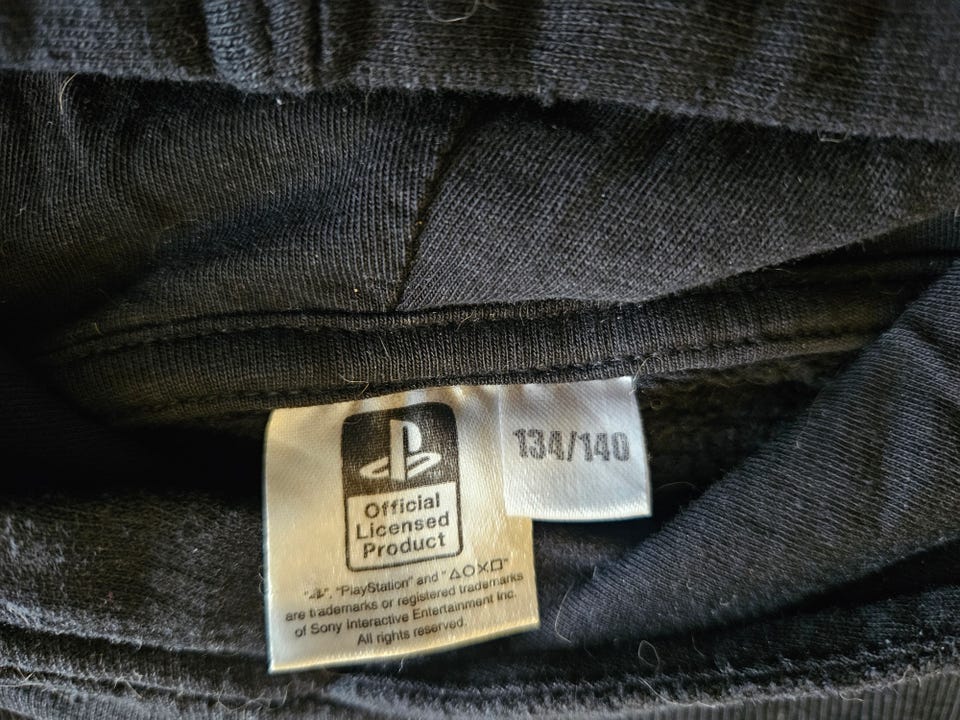 Official
Licensed
Product
"", "PlayStation" and "△○✕□"
are trademarks or registered trademarks
of Sony Interactive Entertainment Inc.
All rights reserved.
134/140